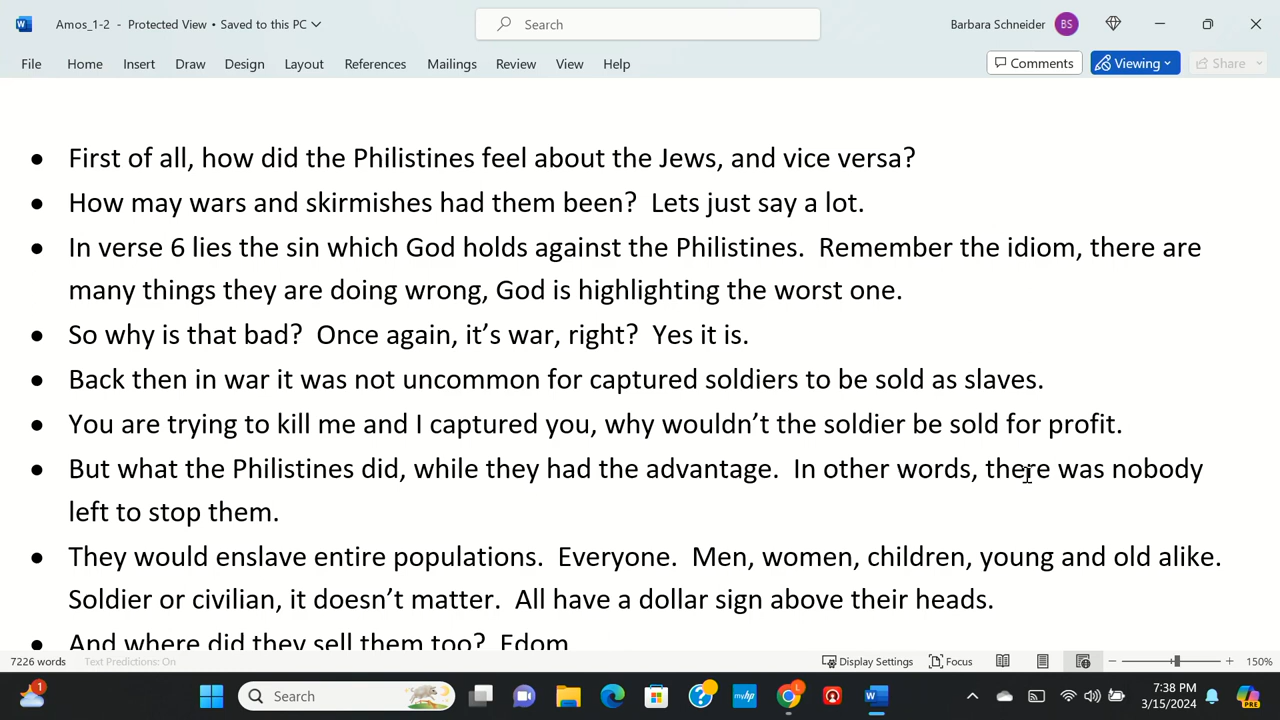 Amos_1-2 - Protected View • Saved to this PC
Search
Barbara Schneider
BS
File Home Insert Draw Design Layout References Mailings Review View Help
Comments
Viewing
Share
• First of all, how did the Philistines feel about the Jews, and vice versa?
• How may wars and skirmishes had them been?  Lets just say a lot.
• In verse 6 lies the sin which God holds against the Philistines.  Remember the idiom, there are
many things they are doing wrong, God is highlighting the worst one.
• So why is that bad?  Once again, it’s war, right?  Yes it is.
• Back then in war it was not uncommon for captured soldiers to be sold as slaves.
• You are trying to kill me and I captured you, why wouldn’t the soldier be sold for profit.
• But what the Philistines did, while they had the advantage.  In other words, there was nobody
left to stop them.
• They would enslave entire populations.  Everyone.  Men, women, children, young and old alike.
Soldier or civilian, it doesn’t matter.  All have a dollar sign above their heads.
• And where did they sell them too?  Edom
7226 words
Text Predictions: On
Display Settings
Focus
150%
1
Search
myhp
7:38 PM
3/15/2024
PRE